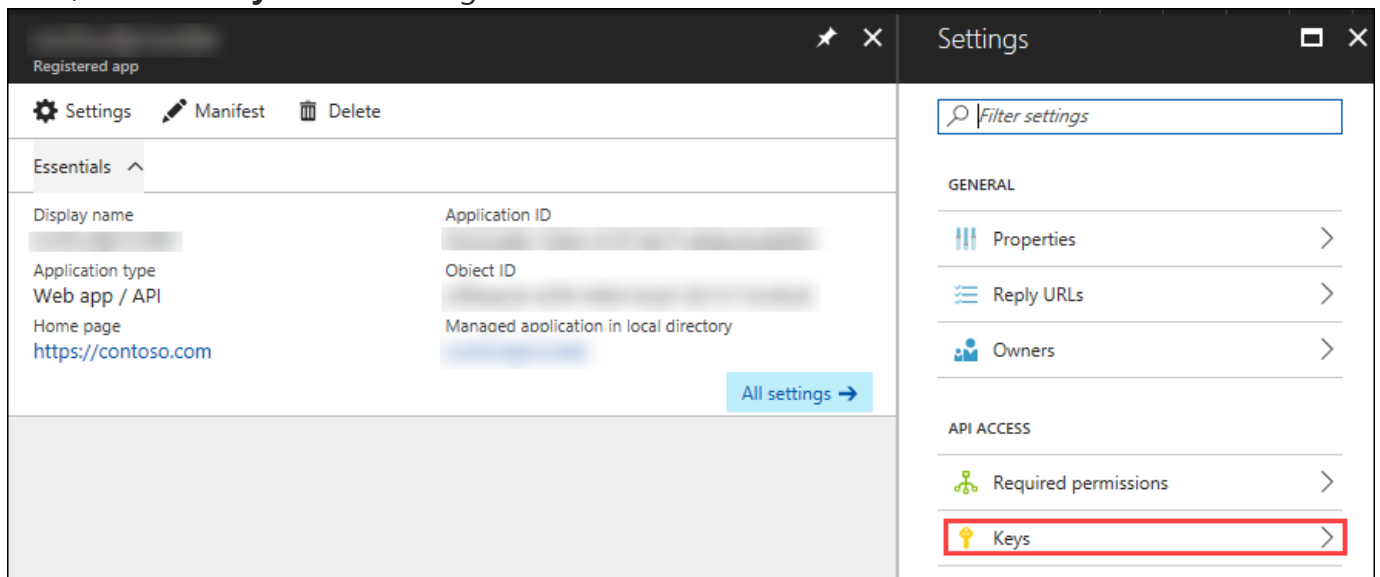 Registered app
Settings Manifest Delete
Essentials
Display name
Application ID
Application type
Object ID
Web app / API
Home page
Managed application in local directory
https://contoso.com
All settings →
Settings
Filter settings
GENERAL
Properties
Reply URLs
Owners
API ACCESS
Required permissions
Keys